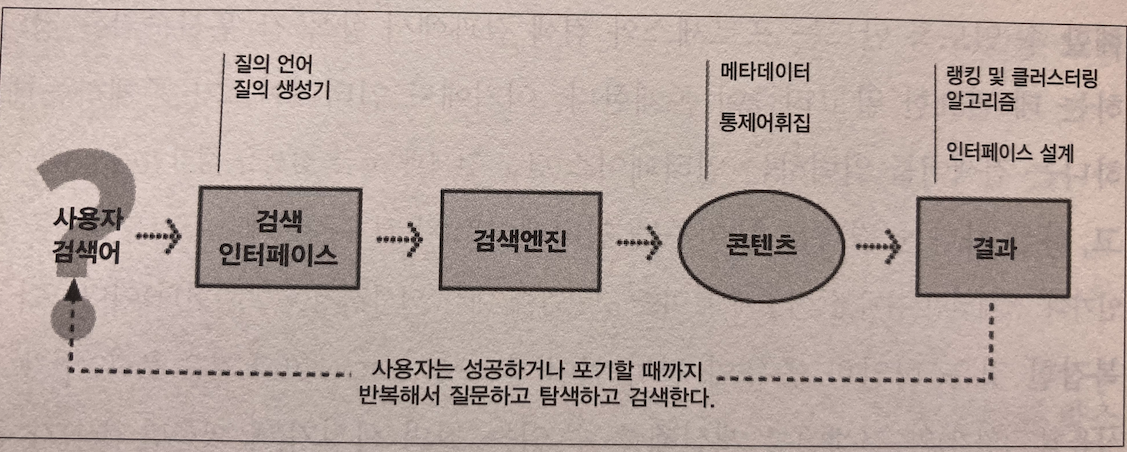 질의 언어
질의 생성기
메타데이터
통제어휘집
랭킹 및 클러스터링
알고리즘
인터페이스 설계
?
사용자
검색어
검색
인터페이스
검색엔진
콘텐츠
결과
사용자는 성공하거나 포기할 때까지
반복해서 질문하고 탐색하고 검색한다.